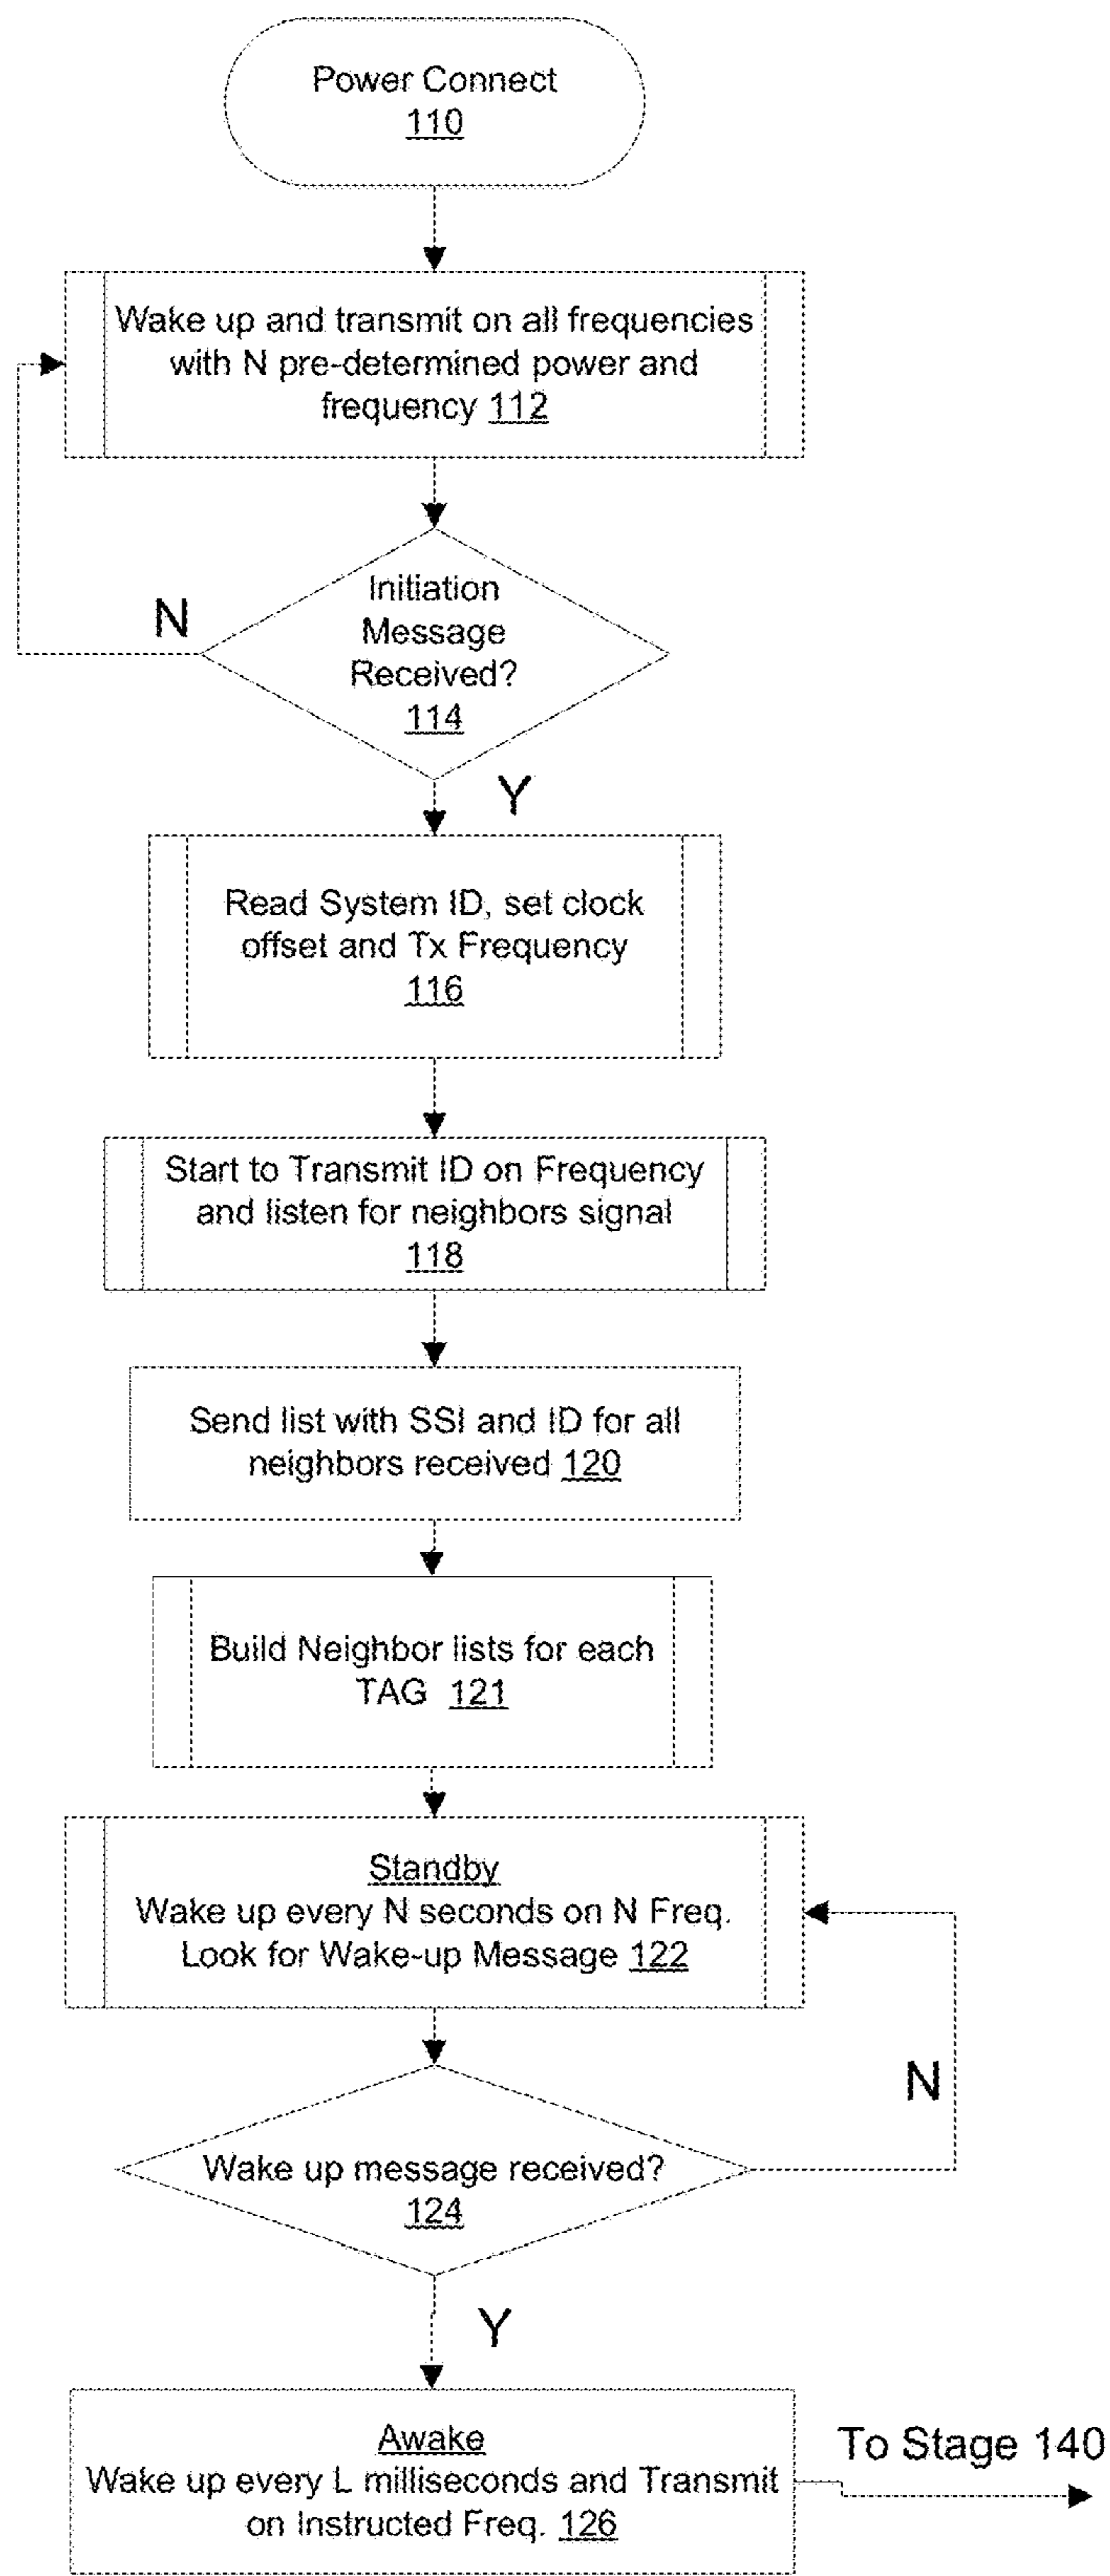 Power Connect
110
Wake up and transmit on all frequencies
with N pre-determined power and
frequency 112
Initiation
Message
Received?
114
N
Y
Read System ID, set clock
offset and Tx Frequency
116
Start to Transmit ID on Frequency
and listen for neighbors signal
118
Send list with SSI and ID for all
neighbors received 120
Build Neighbor lists for each
TAG 121
Standby
Wake up every N seconds on N Freq.
Look for Wake-up Message 122
N
Wake up message received?
124
Y
Awake
Wake up every L milliseconds and Transmit
on Instructed Freq. 126
To Stage 140